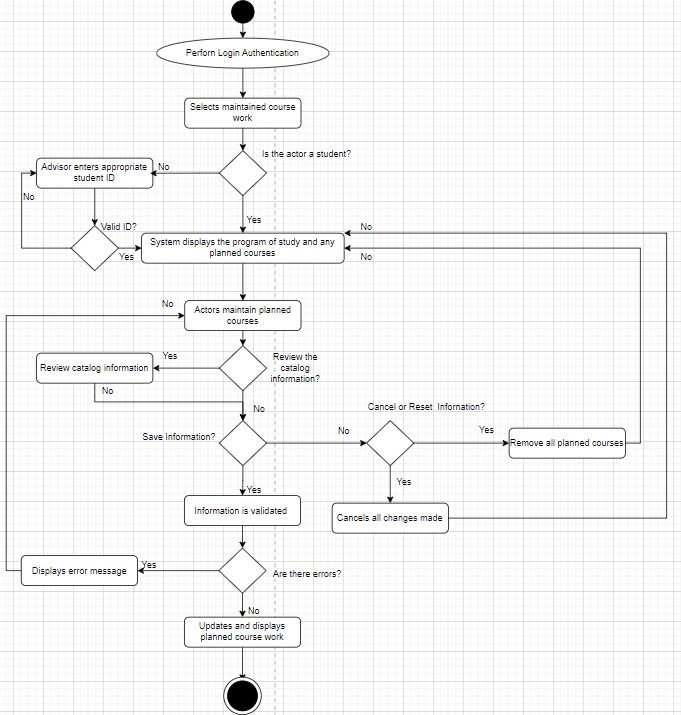 Perforn Login Authentication
Selects maintained course
work
Is the actor a student?
No
Advisor enters appropriate
student ID
No
Yes
Valid ID?
Yes
System displays the program of study and any
planned courses
No
No
No
Actors maintain planned
courses
Review the
catalog
information?
Yes
Review catalog information
No
No
Cancel or Reset Infornation?
Save Information?
No
Yes
Remove all planned courses
Yes
Yes
Information is validated
Cancels all changes made
Yes
Displays error message
Are there errors?
No
Updates and displays
planned course work